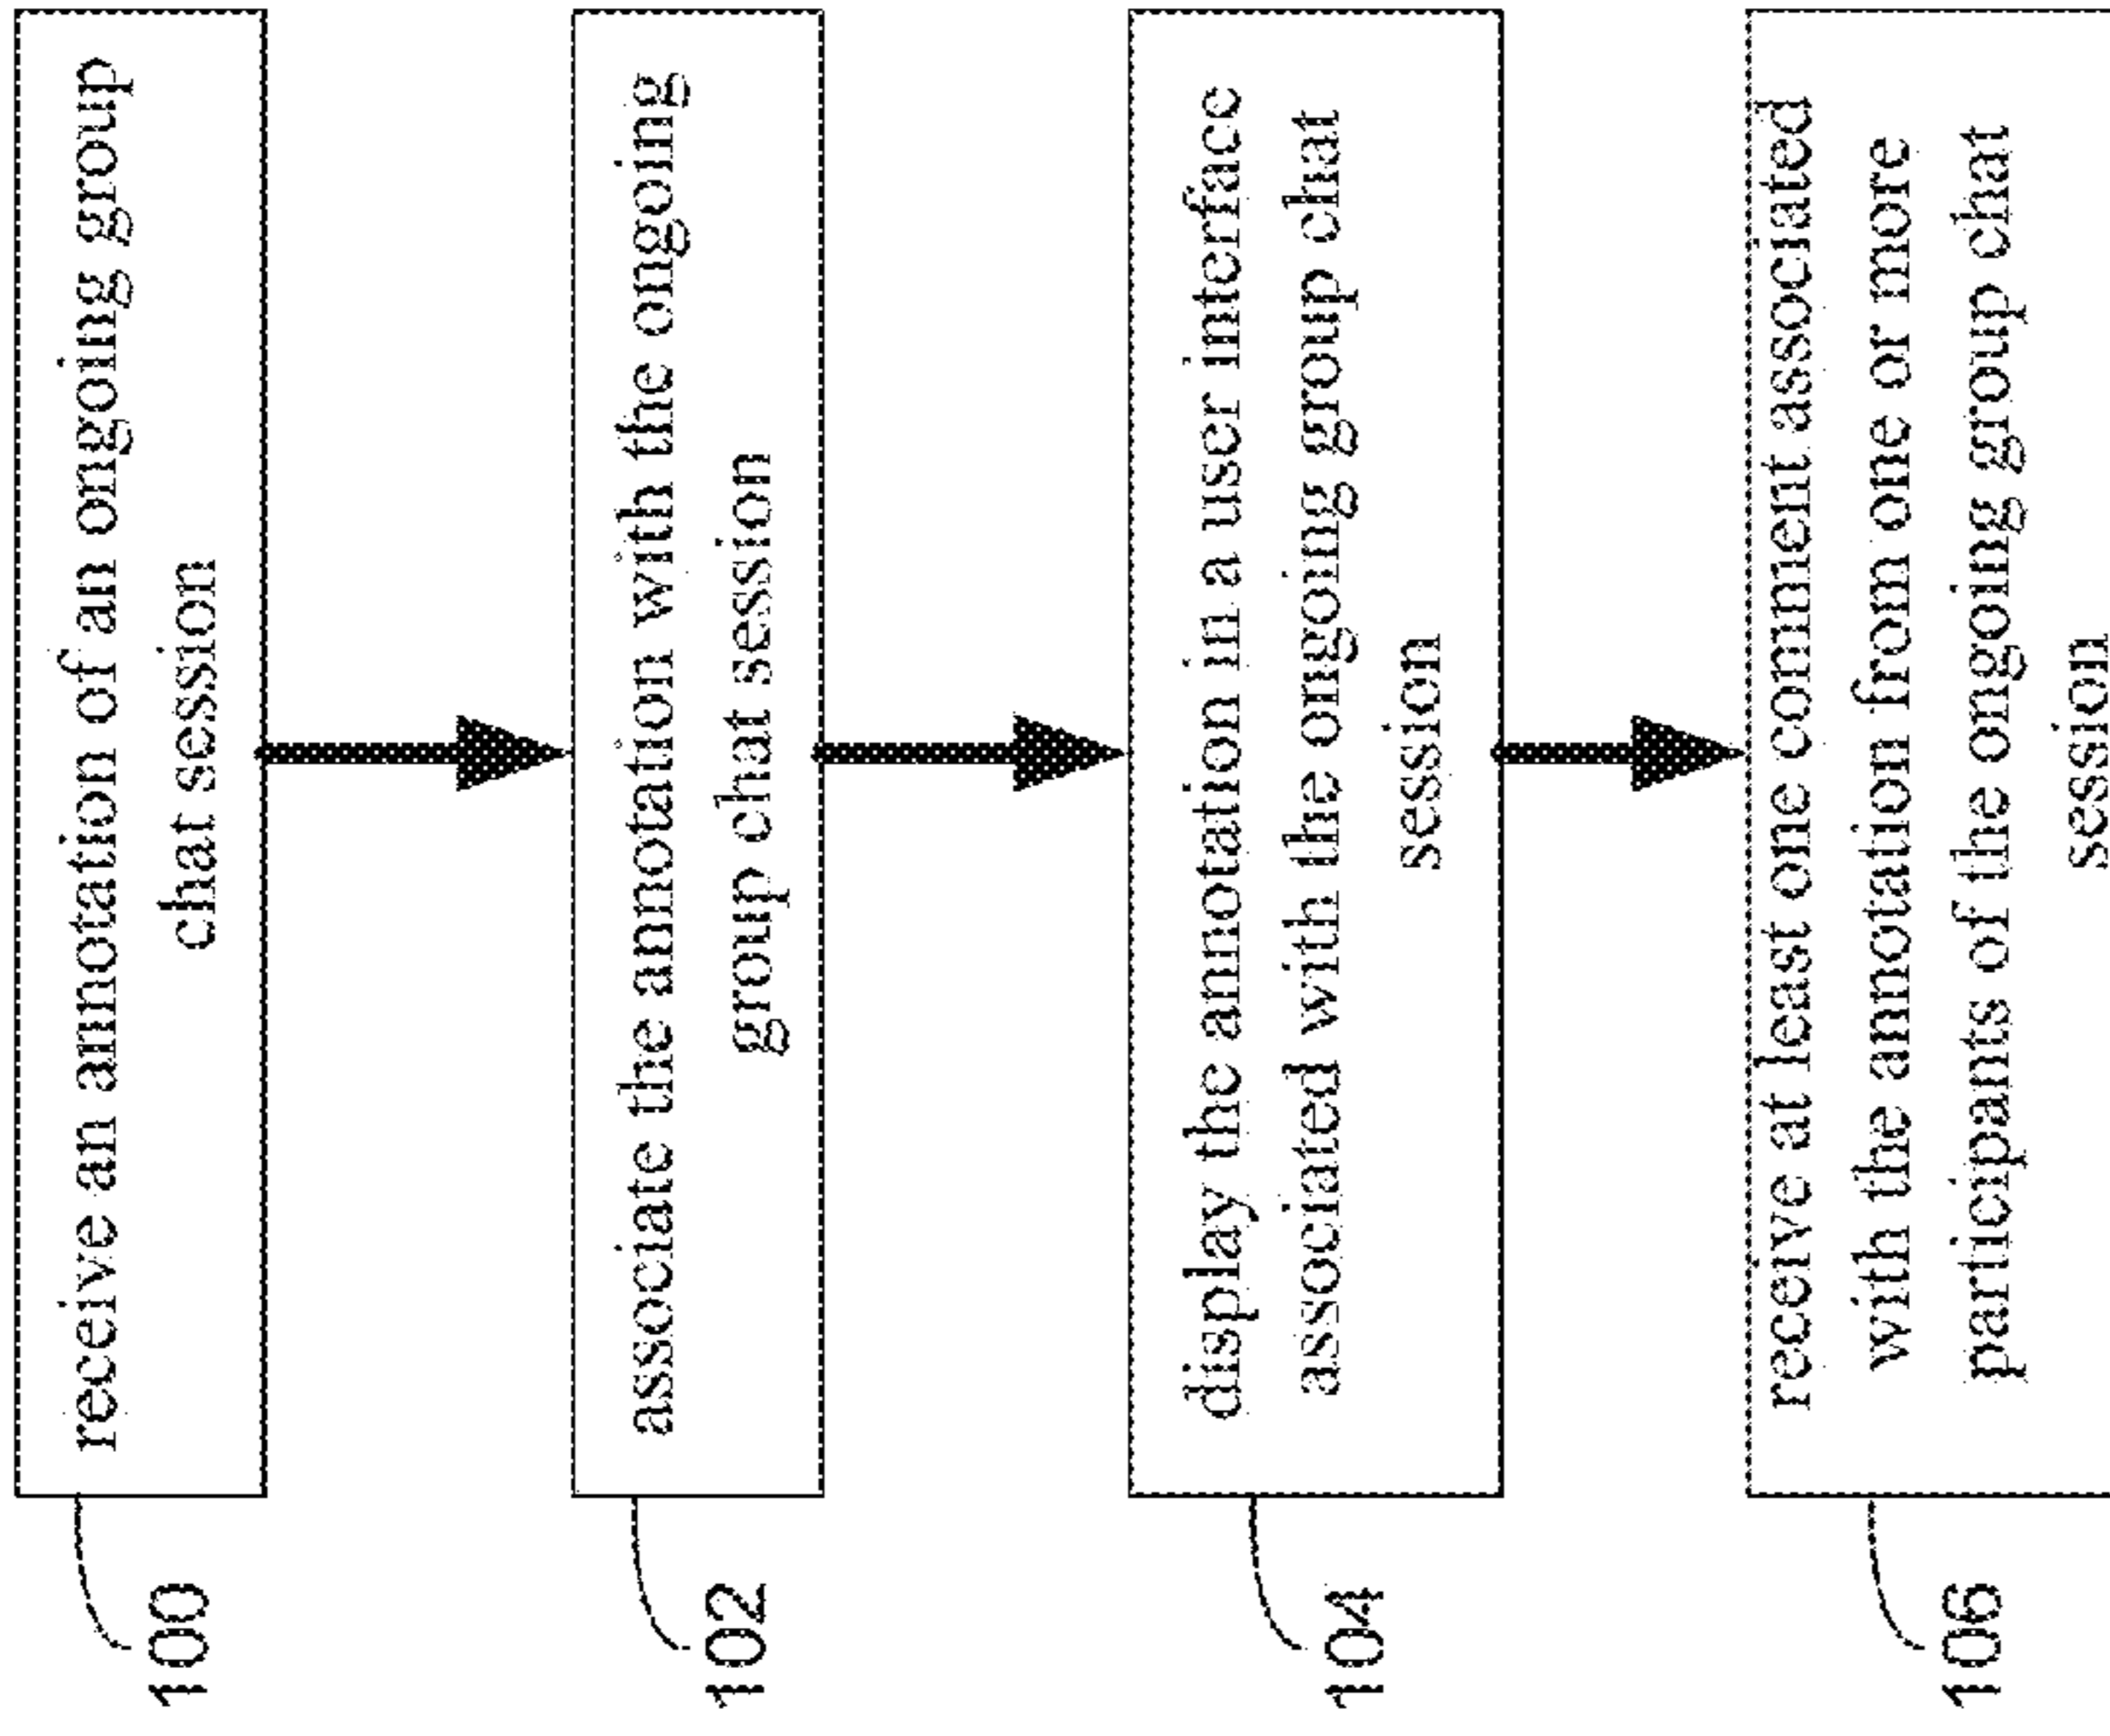 100
receive an annotation of an ongoing group
chat session
102
associate the annotation with the ongoing
group chat session
104
display the annotation in a user interface
associated with the ongoing group chat
session
106
receive at least one comment associated
with the annotation from one or more
participants of the ongoing group chat
session